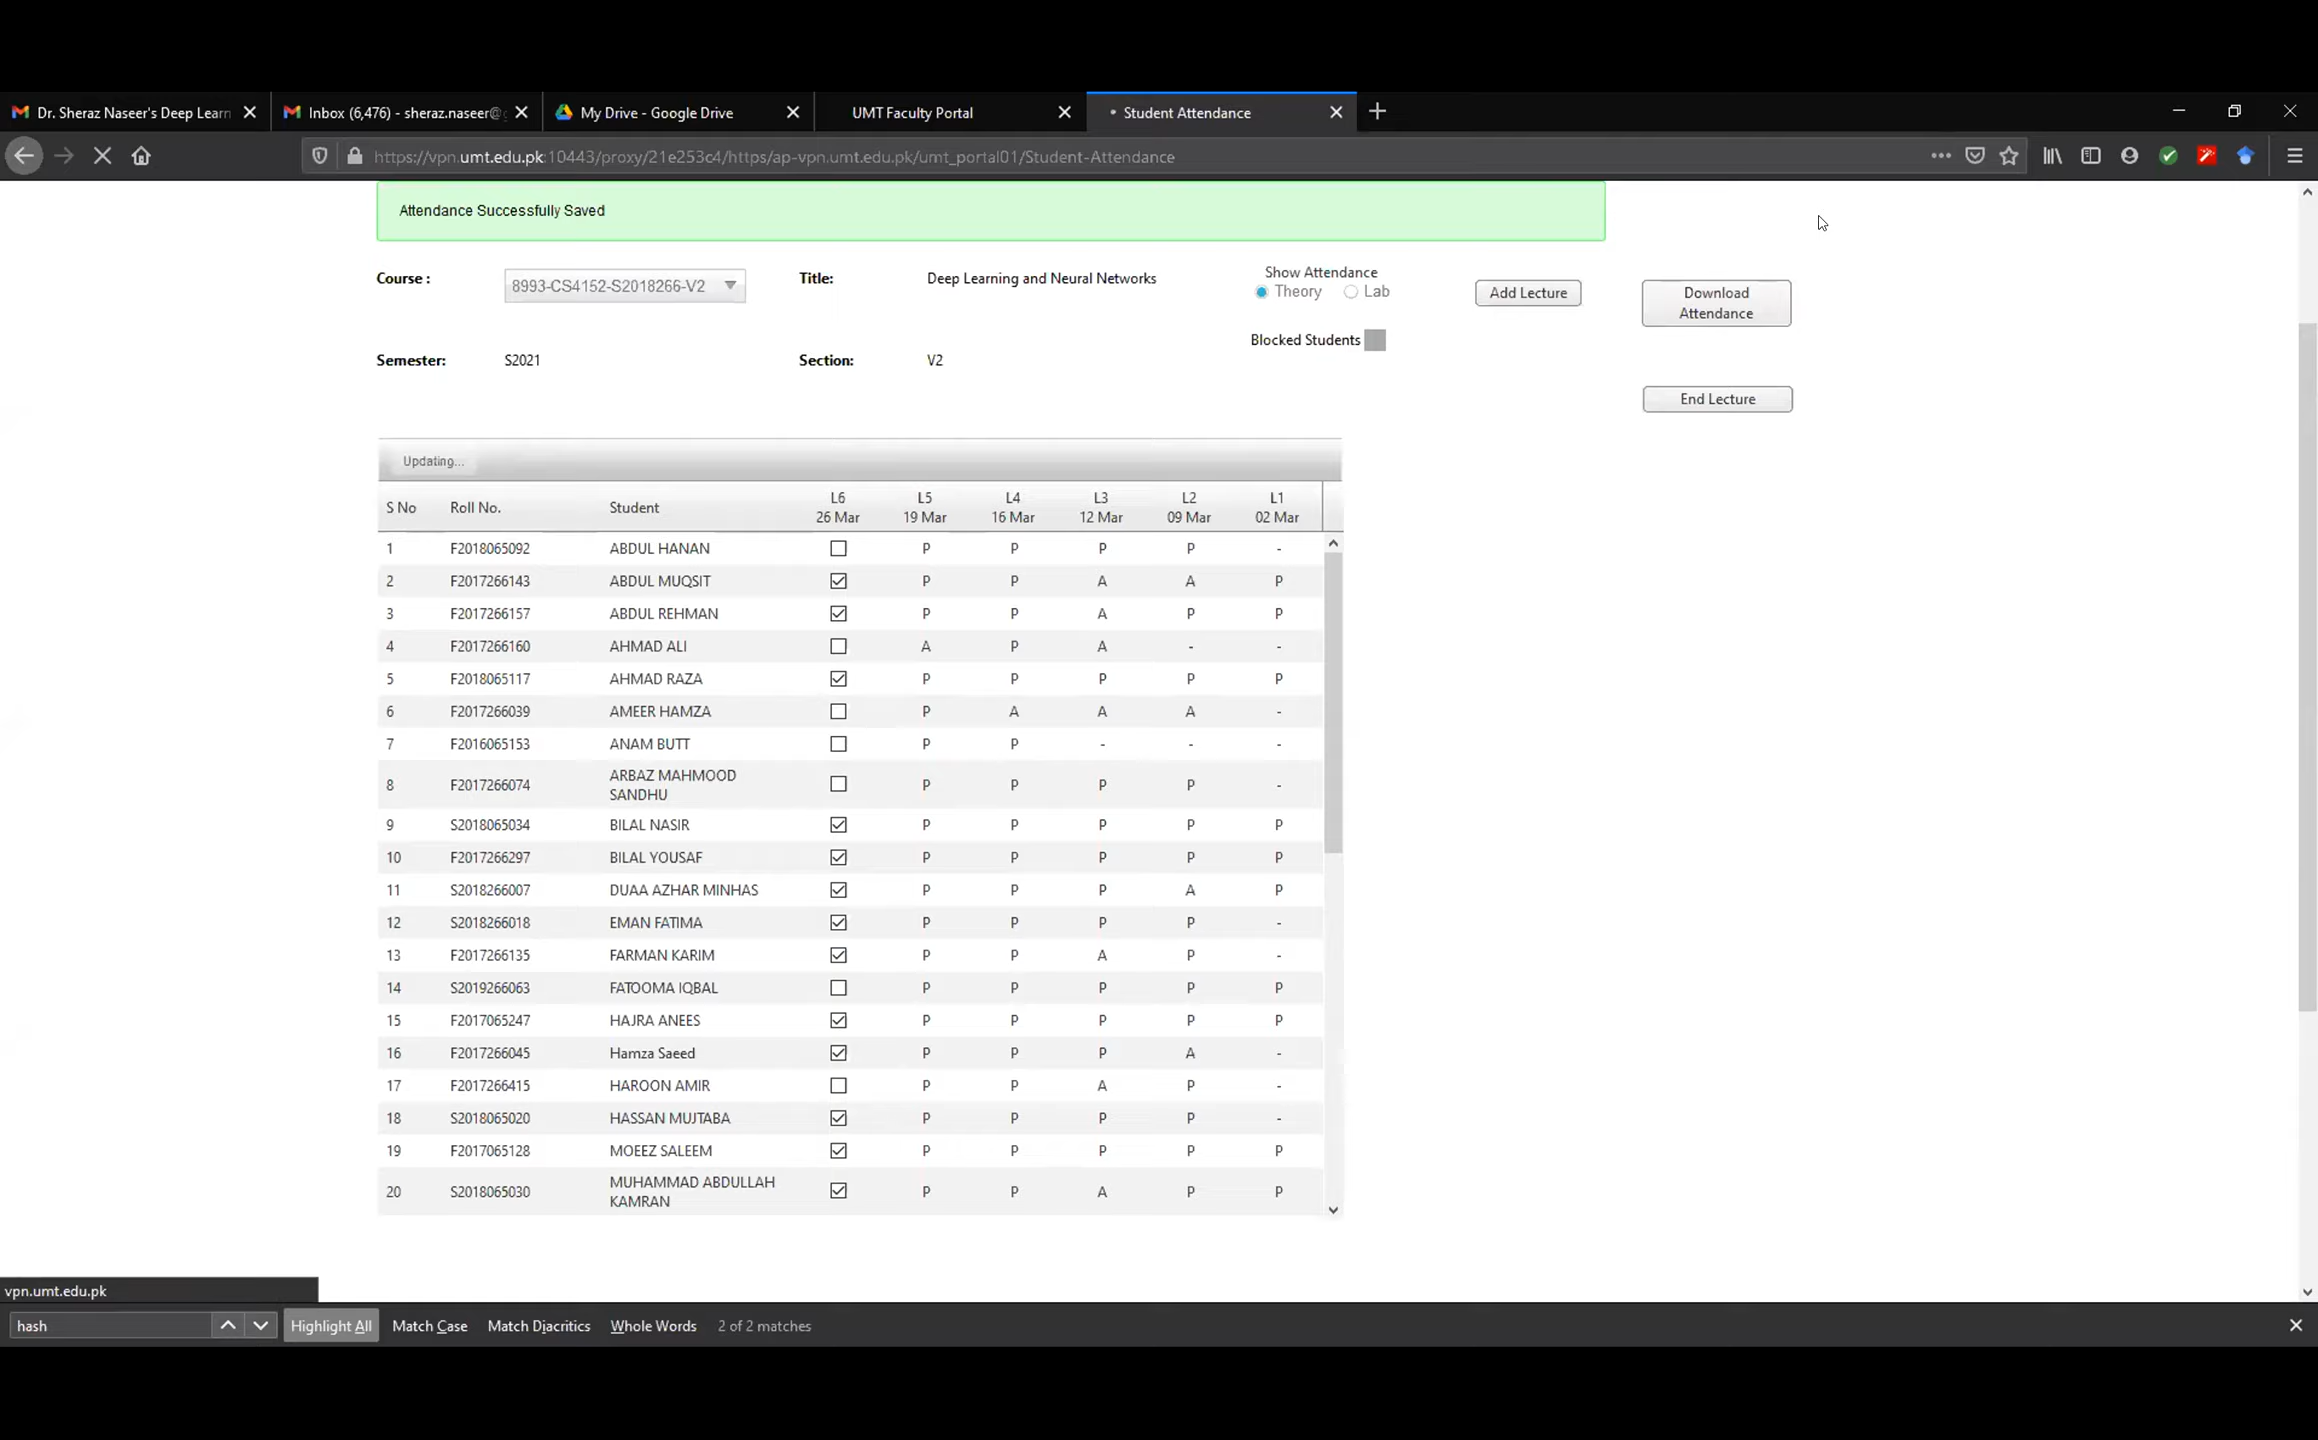 Dr. Sheraz Naseer's Deep Learn
Inbox (6,476) - sheraz.naseer@
My Drive - Google Drive
UMT Faculty Portal
Student Attendance
https://vpn.umt.edu.pk:10443/proxy/21e253c4/https/ap-vpn.umt.edu.pk/umt_portal01/Student-Attendance
Attendance Successfully Saved
Course : 8993-CS4152-S2018266-V2 Title: Deep Learning and Neural Networks
Show Attendance
Theory Lab
Add Lecture
Download
Attendance
Blocked Students
Semester: S2021 Section: V2
End Lecture
Updating...
S No Roll No. Student L6 L5 L4 L3 L2 L1
26 Mar 19 Mar 16 Mar 12 Mar 09 Mar 02 Mar
1 F2018065092 ABDUL HANAN P P P P -
2 F2017266143 ABDUL MUQSIT P P A A P
3 F2017266157 ABDUL REHMAN P P A P P
4 F2017266160 AHMAD ALI A P A - -
5 F2018065117 AHMAD RAZA P P P P P
6 F2017266039 AMEER HAMZA P A A A -
7 F2016065153 ANAM BUTT P P - - -
8 F2017266074 ARBAZ MAHMOOD SANDHU P P P P -
9 S2018065034 BILAL NASIR P P P P P
10 F2017266297 BILAL YOUSAF P P P P P
11 S2018266007 DUAA AZHAR MINHAS P P P A P
12 S2018266018 EMAN FATIMA P P P P -
13 F2017266135 FARMAN KARIM P P A P -
14 S2019266063 FATOOMA IQBAL P P P P P
15 F2017065247 HAJRA ANEES P P P P P
16 F2017266045 Hamza Saeed P P P A -
17 F2017266415 HAROON AMIR P P A P -
18 S2018065020 HASSAN MUJTABA P P P P -
19 F2017065128 MOEEZ SALEEM P P P P P
20 S2018065030 MUHAMMAD ABDULLAH KAMRAN P P A P P
vpn.umt.edu.pk
hash Highlight All Match Case Match Diacritics Whole Words 2 of 2 matches